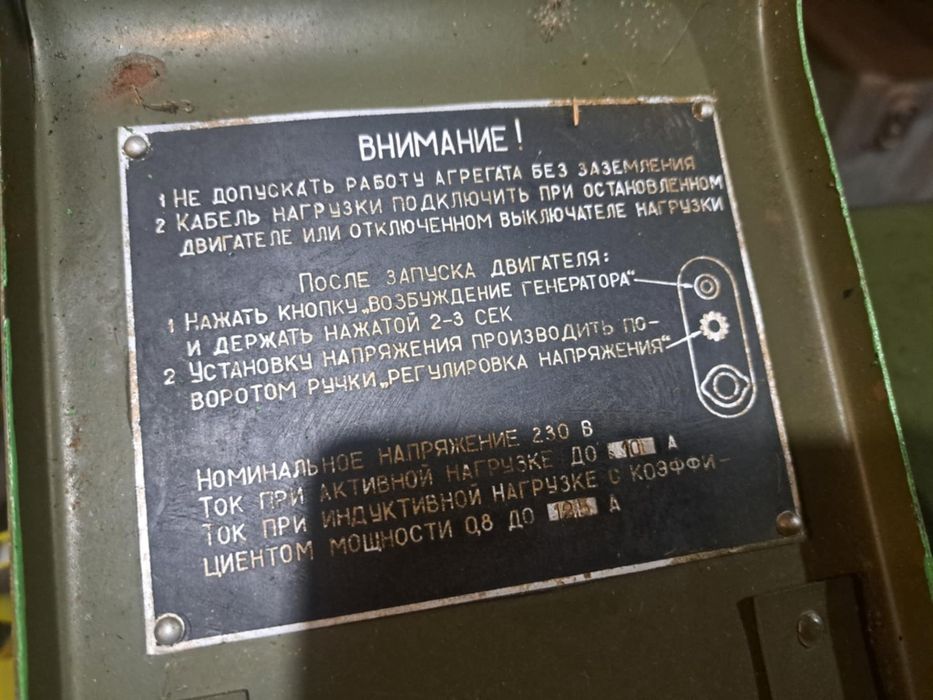 ВНИМАНИЕ!
1 НЕ ДОПУСКАТЬ РАБОТУ АГРЕГАТА БЕЗ ЗАЗЕМЛЕНИЯ
2 КАБЕЛЬ НАГРУЗКИ ПОДКЛЮЧИТЬ ПРИ ОСТАНОВЛЕННОМ
ДВИГАТЕЛЕ ИЛИ ОТКЛЮЧЕННОМ ВЫКЛЮЧАТЕЛЕ НАГРУЗКИ
ПОСЛЕ ЗАПУСКА ДВИГАТЕЛЯ:
1 НАЖАТЬ КНОПКУ „ВОЗБУЖДЕНИЕ ГЕНЕРАТОРА“
И ДЕРЖАТЬ НАЖАТОЙ 2-3 СЕК
2 УСТАНОВКУ НАПРЯЖЕНИЯ ПРОИЗВОДИТЬ ПО-
ВОРОТОМ РУЧКИ „РЕГУЛИРОВКА НАПРЯЖЕНИЯ“
НОМИНАЛЬНОЕ НАПРЯЖЕНИЕ 230 В
ТОК ПРИ АКТИВНОЙ НАГРУЗКЕ ДО 10 А
ТОК ПРИ ИНДУКТИВНОЙ НАГРУЗКЕ С КОЭФФИ-
ЦИЕНТОМ МОЩНОСТИ 0,8 ДО А